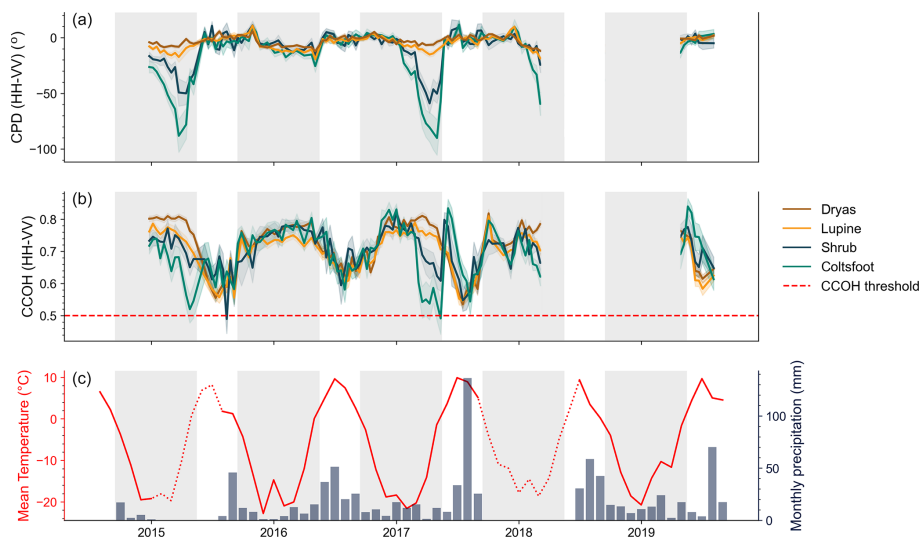 (a)
CPD (HH-VV) (°)
0
−50
−100
(b)
CCOH (HH-VV)
0.8
0.7
0.6
0.5
Dryas
Lupine
Shrub
Coltsfoot
CCOH threshold
(c)
Mean Temperature (°C)
10
0
−10
−20
Monthly precipitation (mm)
100
50
0
2015
2016
2017
2018
2019